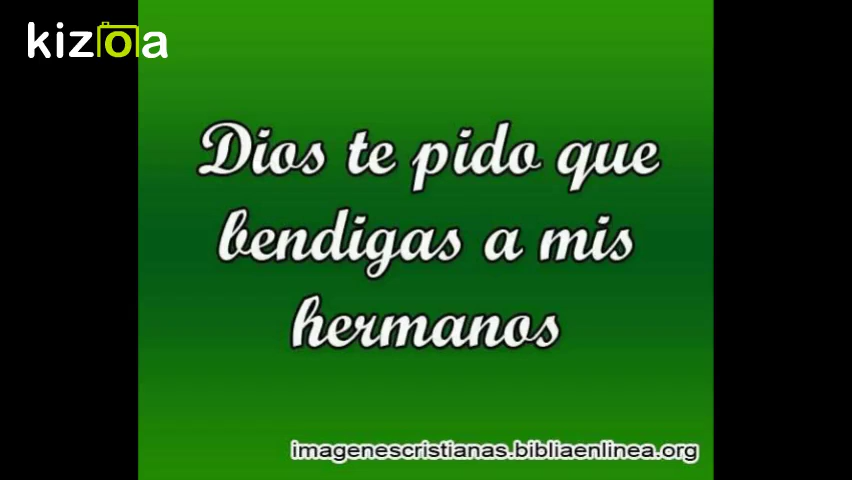 kizoa
Dios te pido que
bendigas a mis
hermanos
imagenescristianas.bibliaenlinea.org